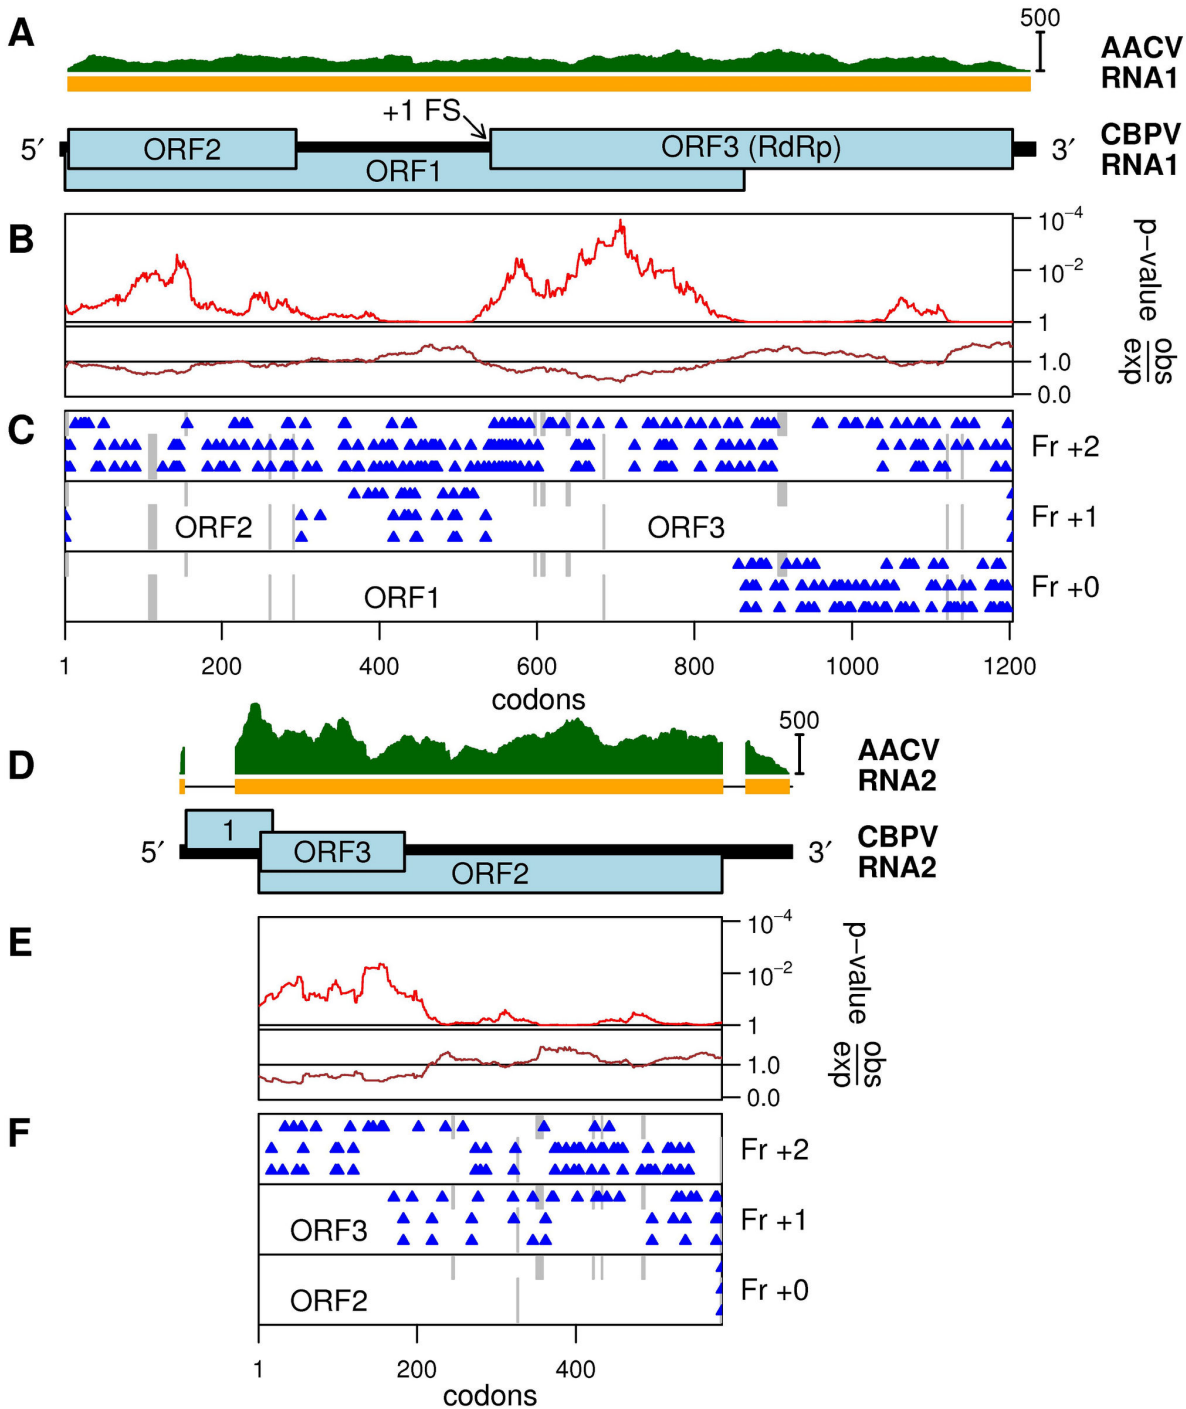 A
500
AACV
RNA1
+1 FS
5′
ORF2
ORF3 (RdRp)
3′
CBPV
RNA1
ORF1
B
10−4
10−2
1
p−value
1.0
0.0
obs
exp
C
Fr +2
ORF2
ORF3
Fr +1
ORF1
Fr +0
1 200 400 600 800 1000 1200
codons
D
500
AACV
RNA2
1
5′
ORF3
3′
CBPV
RNA2
ORF2
E
10−4
10−2
1
p−value
1.0
0.0
obs
exp
F
Fr +2
ORF3
Fr +1
ORF2
Fr +0
1 200 400
codons